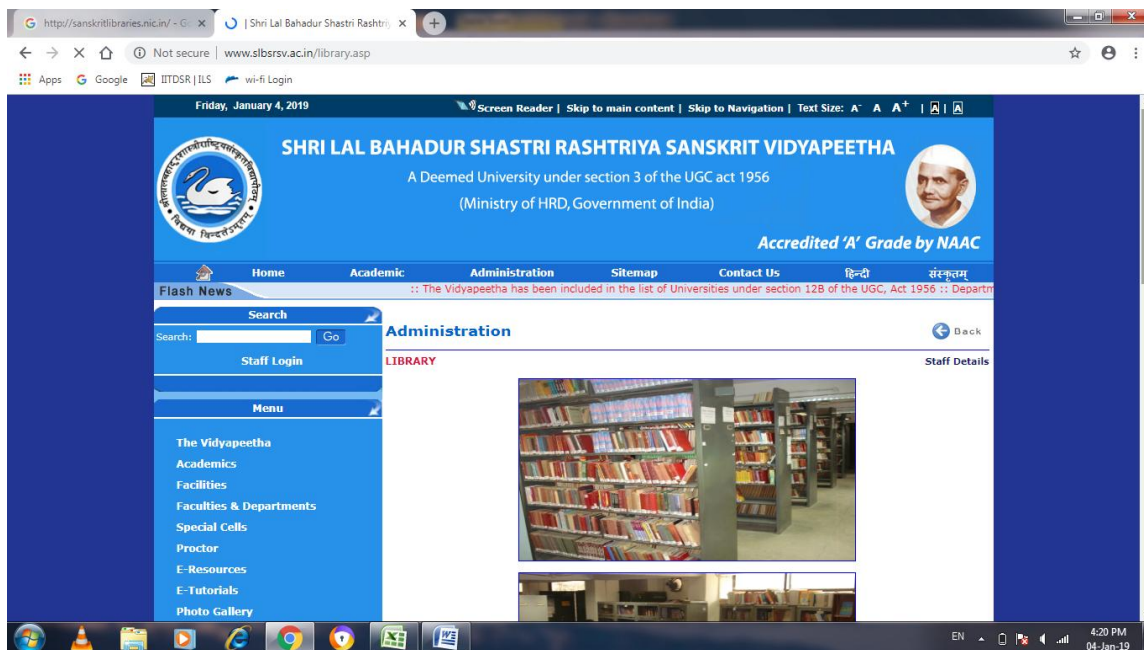 http://sanskritlibraries.nic.in/ - G
| Shri Lal Bahadur Shastri Rashtri
Not secure | www.slbsrsv.ac.in/library.asp
Apps Google IITDSR | ILS wi-fi Login
Friday, January 4, 2019 Screen Reader | Skip to main content | Skip to Navigation | Text Size: A- A A+ | A | A
SHRI LAL BAHADUR SHASTRI RASHTRIYA SANSKRIT VIDYAPEETHA
A Deemed University under section 3 of the UGC act 1956
(Ministry of HRD, Government of India)
Accredited 'A' Grade by NAAC
Home Academic Administration Sitemap Contact Us हिन्दी संस्कृतम्
Flash News :: The Vidyapeetha has been included in the list of Universities under section 12B of the UGC, Act 1956 :: Departm
Search
Search: Go
Staff Login
Administration Back
LIBRARY Staff Details
Menu
The Vidyapeetha
Academics
Facilities
Faculties & Departments
Special Cells
Proctor
E-Resources
E-Tutorials
Photo Gallery
EN 4:20 PM
04-Jan-19